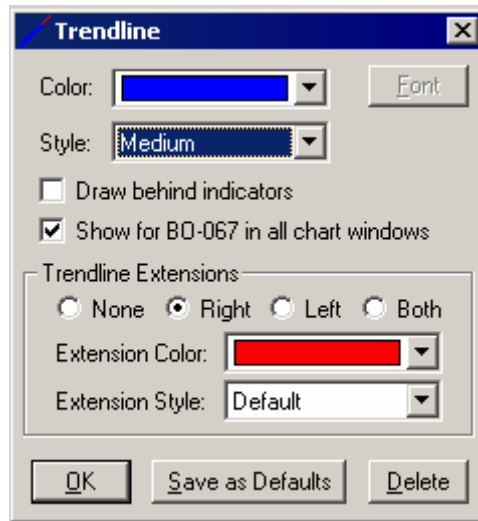 Trendline
Color: Font
Style: Medium
Draw behind indicators
Show for BO-067 in all chart windows
Trendline Extensions
None Right Left Both
Extension Color:
Extension Style: Default
OK Save as Defaults Delete